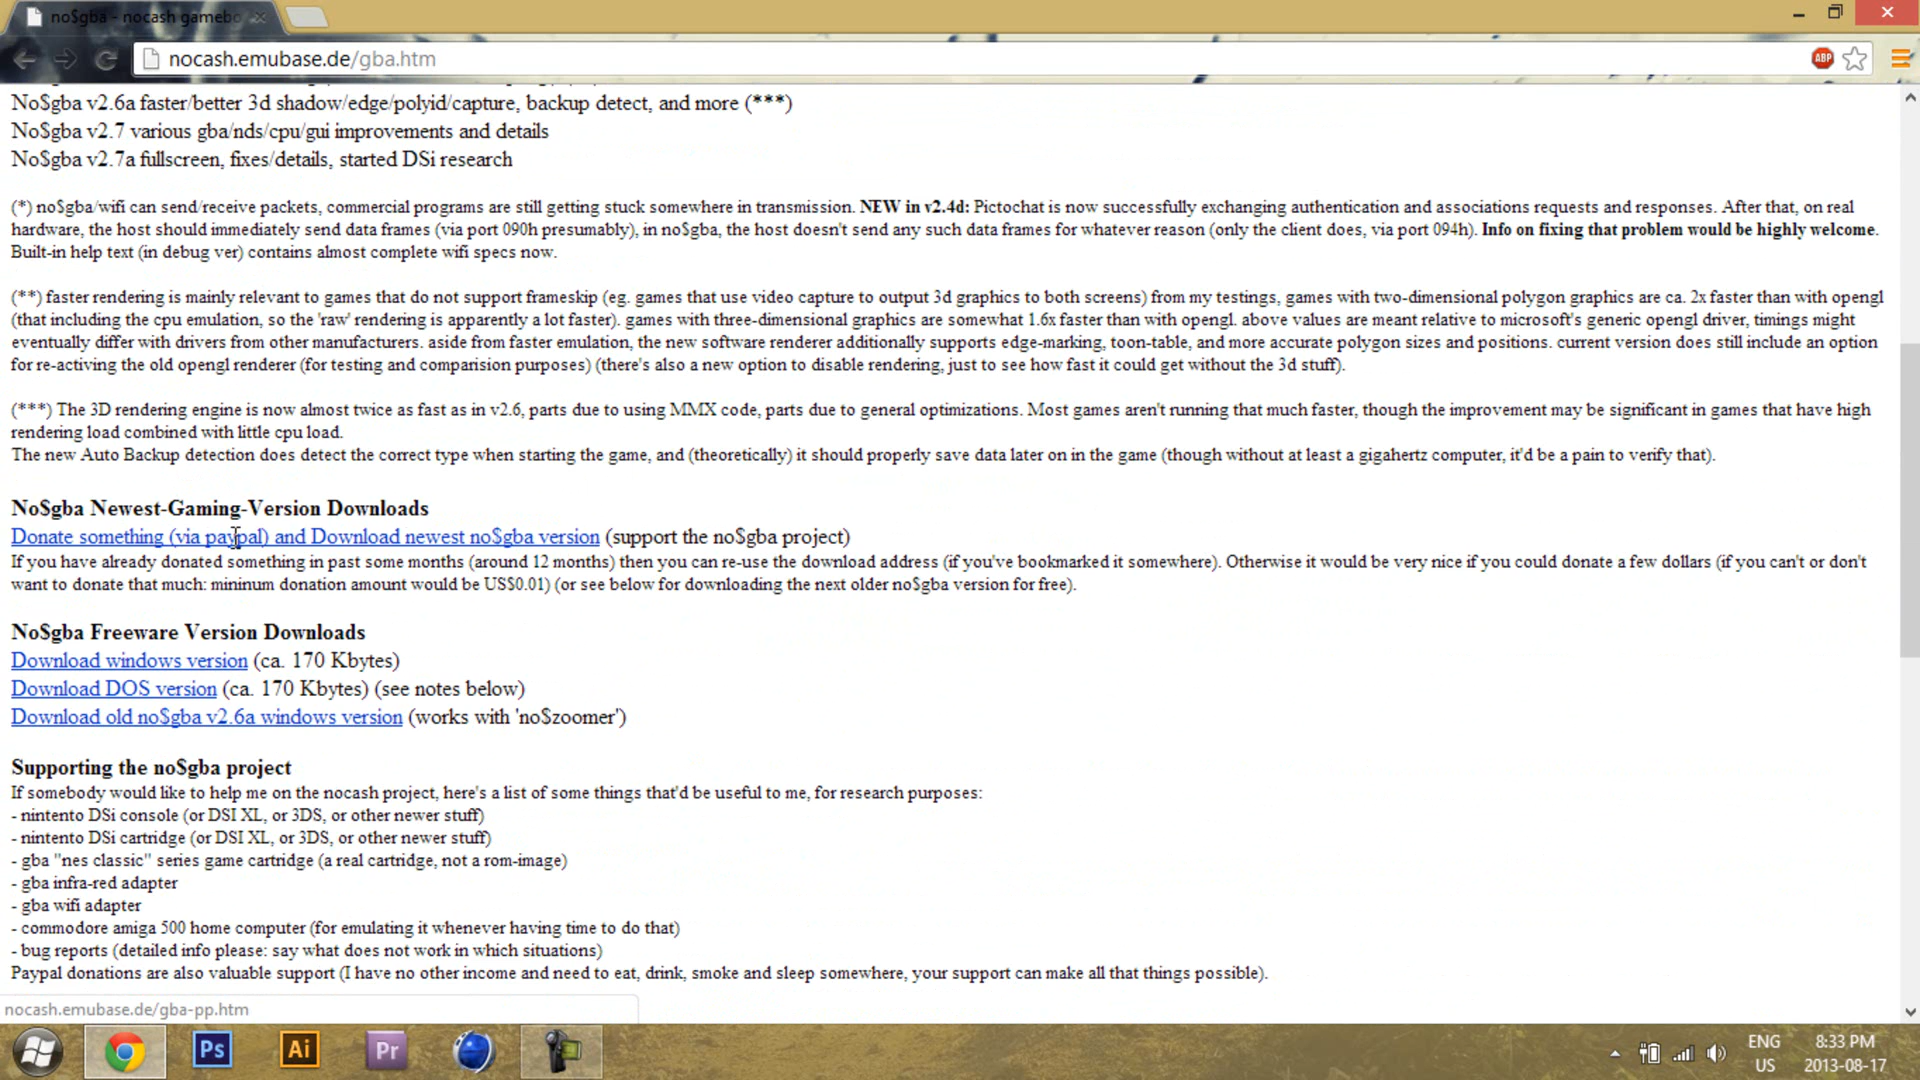 no$gba - nocash gamebo
nocash.emubase.de/gba.htm
ABP
No$gba v2.6a faster/better 3d shadow/edge/polyid/capture, backup detect, and more (***)
No$gba v2.7 various gba/nds/cpu/gui improvements and details
No$gba v2.7a fullscreen, fixes/details, started DSi research
(*) no$gba/wifi can send/receive packets, commercial programs are still getting stuck somewhere in transmission. NEW in v2.4d: Pictochat is now successfully exchanging authentication and associations requests and responses. After that, on real
hardware, the host should immediately send data frames (via port 090h presumably), in no$gba, the host doesn't send any such data frames for whatever reason (only the client does, via port 094h). Info on fixing that problem would be highly welcome.
Built-in help text (in debug ver) contains almost complete wifi specs now.
(**) faster rendering is mainly relevant to games that do not support frameskip (eg. games that use video capture to output 3d graphics to both screens) from my testings, games with two-dimensional polygon graphics are ca. 2x faster than with opengl
(that including the cpu emulation, so the 'raw' rendering is apparently a lot faster). games with three-dimensional graphics are somewhat 1.6x faster than with opengl. above values are meant relative to microsoft's generic opengl driver, timings might
eventually differ with drivers from other manufacturers. aside from faster emulation, the new software renderer additionally supports edge-marking, toon-table, and more accurate polygon sizes and positions. current version does still include an option
for re-activing the old opengl renderer (for testing and comparision purposes) (there's also a new option to disable rendering, just to see how fast it could get without the 3d stuff).
(***) The 3D rendering engine is now almost twice as fast as in v2.6, parts due to using MMX code, parts due to general optimizations. Most games aren't running that much faster, though the improvement may be significant in games that have high
rendering load combined with little cpu load.
The new Auto Backup detection does detect the correct type when starting the game, and (theoretically) it should properly save data later on in the game (though without at least a gigahertz computer, it'd be a pain to verify that).
No$gba Newest-Gaming-Version Downloads
Donate something (via paypal) and Download newest no$gba version (support the no$gba project)
If you have already donated something in past some months (around 12 months) then you can re-use the download address (if you've bookmarked it somewhere). Otherwise it would be very nice if you could donate a few dollars (if you can't or don't
want to donate that much: mininum donation amount would be US$0.01) (or see below for downloading the next older no$gba version for free).
No$gba Freeware Version Downloads
Download windows version (ca. 170 Kbytes)
Download DOS version (ca. 170 Kbytes) (see notes below)
Download old no$gba v2.6a windows version (works with 'no$zoomer')
Supporting the no$gba project
If somebody would like to help me on the nocash project, here's a list of some things that'd be useful to me, for research purposes:
- nintento DSi console (or DSI XL, or 3DS, or other newer stuff)
- nintento DSi cartridge (or DSI XL, or 3DS, or other newer stuff)
- gba "nes classic" series game cartridge (a real cartridge, not a rom-image)
- gba infra-red adapter
- gba wifi adapter
- commodore amiga 500 home computer (for emulating it whenever having time to do that)
- bug reports (detailed info please: say what does not work in which situations)
Paypal donations are also valuable support (I have no other income and need to eat, drink, smoke and sleep somewhere, your support can make all that things possible).
nocash.emubase.de/gba-pp.htm
Ps
Ai
Pr
ENG
US
8:33 PM
2013-08-17